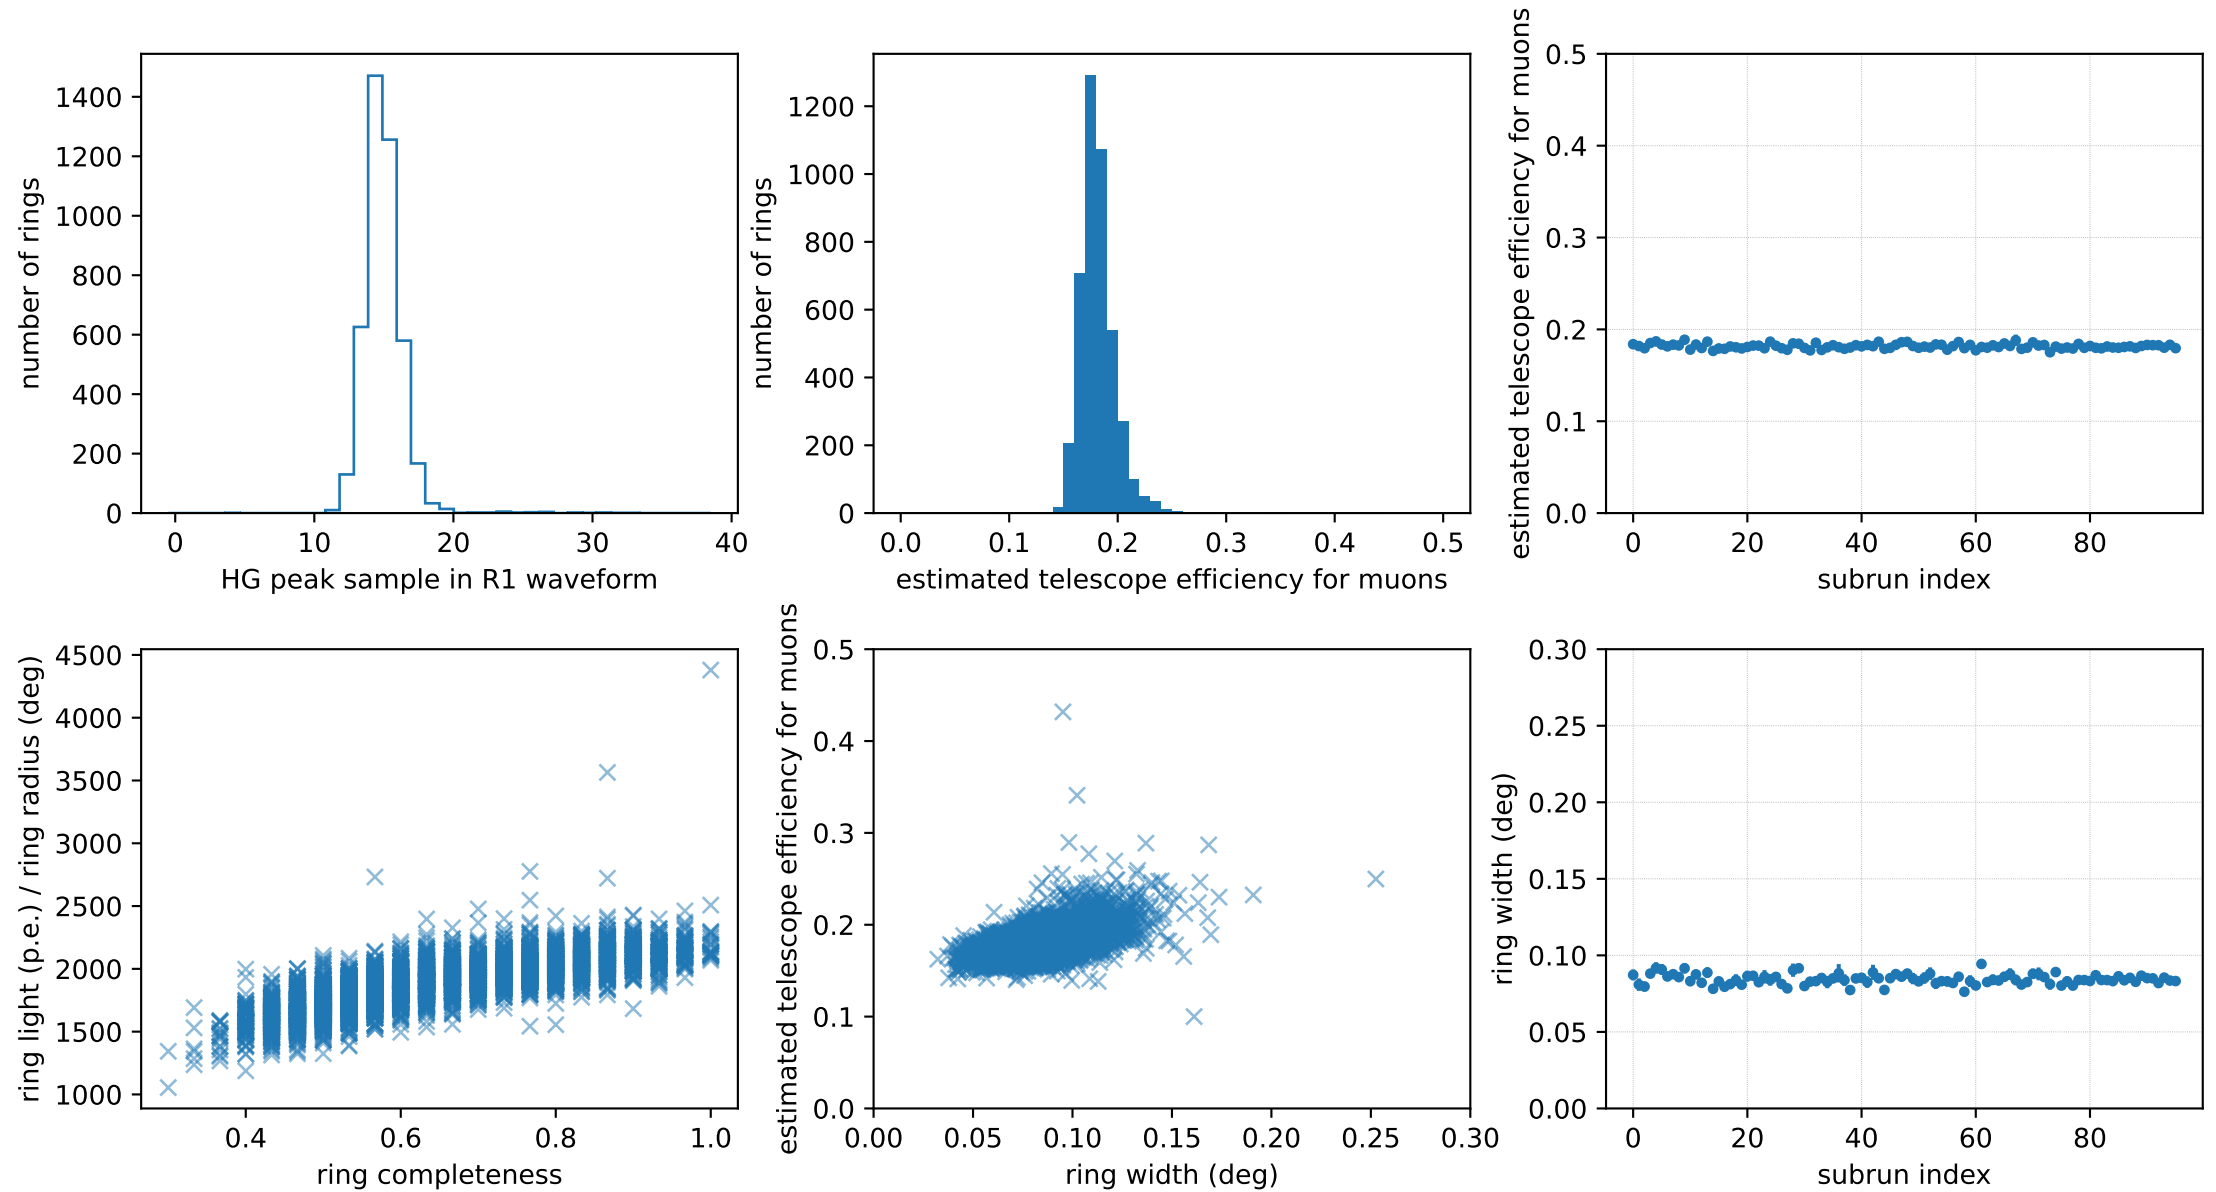 1400
1200
1000
800
600
400
200
0
number of rings
0 10 20 30 40
HG peak sample in R1 waveform
1200
1000
800
600
400
200
0
number of rings
0.0 0.1 0.2 0.3 0.4 0.5
estimated telescope efficiency for muons
0.5
0.4
0.3
0.2
0.1
0.0
estimated telescope efficiency for muons
0 20 40 60 80
subrun index
4500
4000
3500
3000
2500
2000
1500
1000
ring light (p.e.) / ring radius (deg)
0.4 0.6 0.8 1.0
ring completeness
0.5
0.4
0.3
0.2
0.1
0.0
estimated telescope efficiency for muons
0.00 0.05 0.10 0.15 0.20 0.25 0.30
ring width (deg)
0.30
0.25
0.20
0.15
0.10
0.05
0.00
ring width (deg)
0 20 40 60 80
subrun index